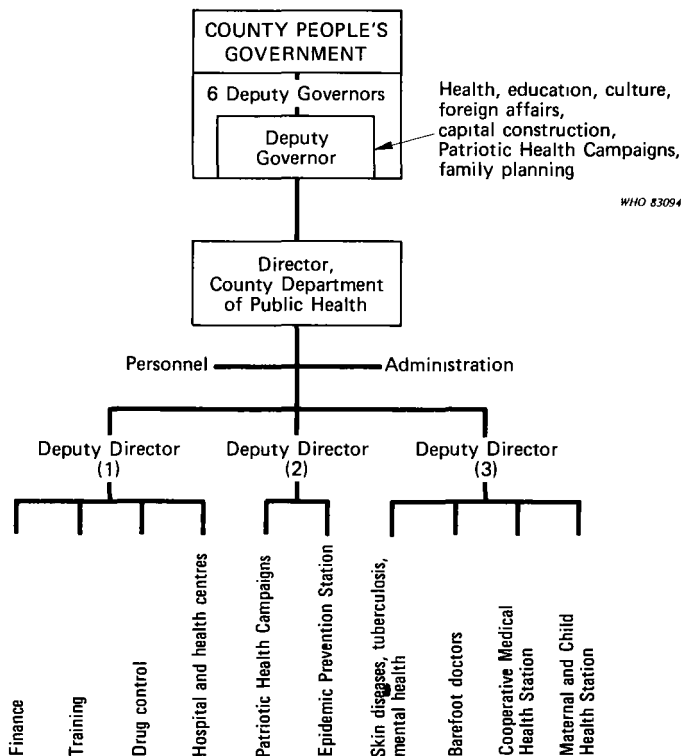 COUNTY PEOPLE'S
GOVERNMENT
6 Deputy Governors
Deputy
Governor
Health, education, culture,
foreign affairs,
capital construction,
Patriotic Health Campaigns,
family planning
WHO 83094
Director,
County Department
of Public Health
Personnel
Administration
Deputy Director
(1)
Deputy Director
(2)
Deputy Director
(3)
Finance
Training
Drug control
Hospital and health centres
Patriotic Health Campaigns
Epidemic Prevention Station
Skin diseases, tuberculosis,
mental health
Barefoot doctors
Cooperative Medical
Health Station
Maternal and Child
Health Station